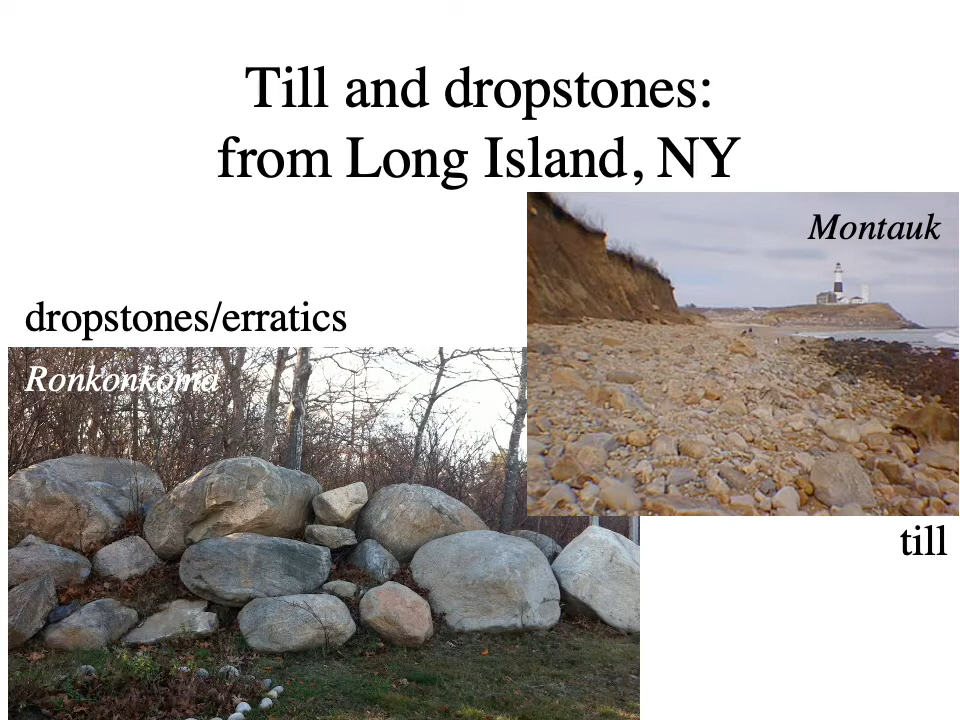 Till and dropstones:
from Long Island, NY
Montauk
dropstones/erratics
Ronkonkoma
till